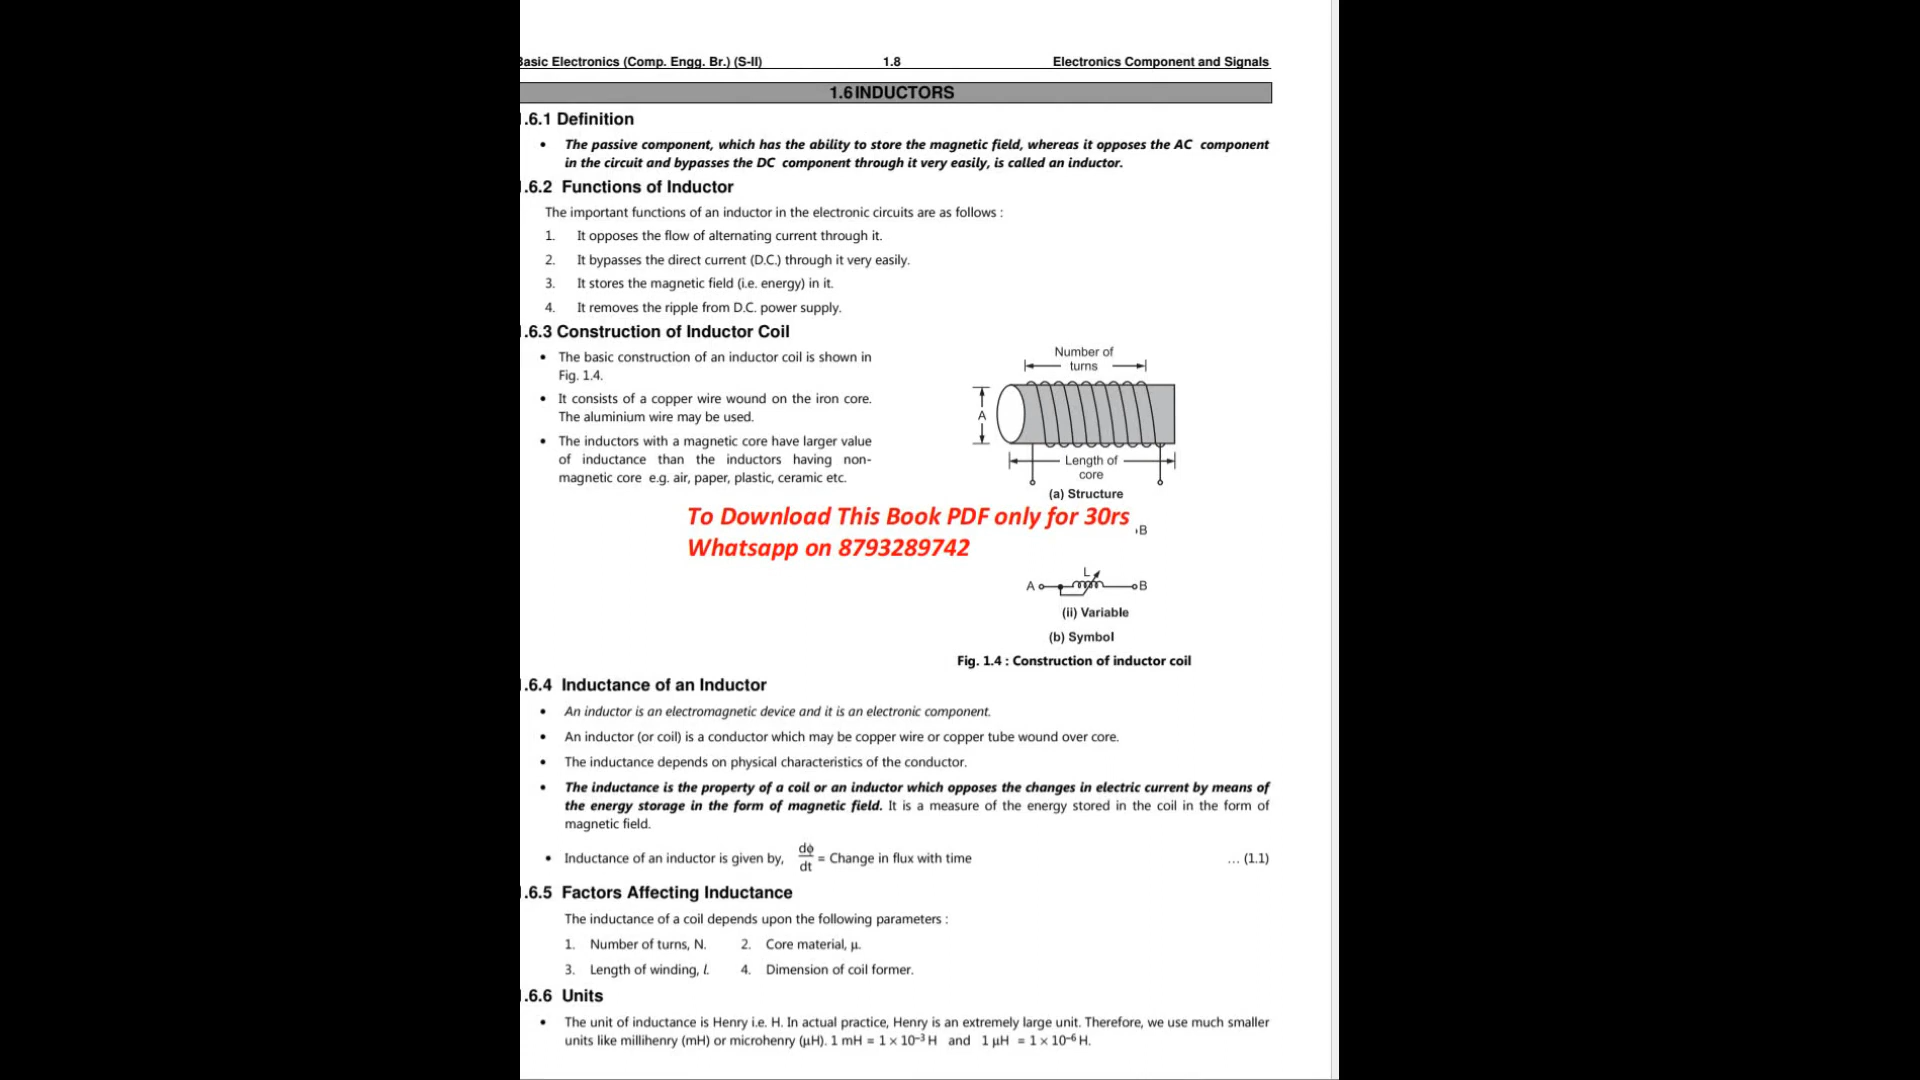 Basic Electronics (Comp. Engg. Br.) (S-II) 1.8 Electronics Component and Signals
1.6 INDUCTORS
1.6.1 Definition
• The passive component, which has the ability to store the magnetic field, whereas it opposes the AC component
in the circuit and bypasses the DC component through it very easily, is called an inductor.
1.6.2 Functions of Inductor
The important functions of an inductor in the electronic circuits are as follows :
1. It opposes the flow of alternating current through it.
2. It bypasses the direct current (D.C.) through it very easily.
3. It stores the magnetic field (i.e. energy) in it.
4. It removes the ripple from D.C. power supply.
1.6.3 Construction of Inductor Coil
• The basic construction of an inductor coil is shown in
Fig. 1.4.
• It consists of a copper wire wound on the iron core.
The aluminium wire may be used.
• The inductors with a magnetic core have larger value
of inductance than the inductors having non-
magnetic core e.g. air, paper, plastic, ceramic etc.
Number of
turns
A
Length of
core
(a) Structure
To Download This Book PDF only for 30rs
Whatsapp on 8793289742
B
L
A B
(ii) Variable
(b) Symbol
Fig. 1.4 : Construction of inductor coil
1.6.4 Inductance of an Inductor
• An inductor is an electromagnetic device and it is an electronic component.
• An inductor (or coil) is a conductor which may be copper wire or copper tube wound over core.
• The inductance depends on physical characteristics of the conductor.
• The inductance is the property of a coil or an inductor which opposes the changes in electric current by means of
the energy storage in the form of magnetic field. It is a measure of the energy stored in the coil in the form of
magnetic field.
• Inductance of an inductor is given by, dϕ/dt = Change in flux with time … (1.1)
1.6.5 Factors Affecting Inductance
The inductance of a coil depends upon the following parameters :
1. Number of turns, N. 2. Core material, μ.
3. Length of winding, l. 4. Dimension of coil former.
1.6.6 Units
• The unit of inductance is Henry i.e. H. In actual practice, Henry is an extremely large unit. Therefore, we use much smaller
units like millihenry (mH) or microhenry (μH). 1 mH = 1 × 10⁻³ H and 1 μH = 1 × 10⁻⁶ H.